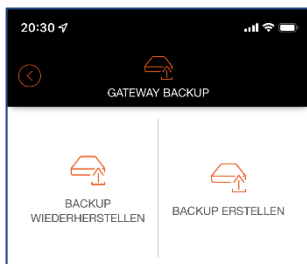 20:30
GATEWAY BACKUP
BACKUP
WIEDERHERSTELLEN
BACKUP ERSTELLEN